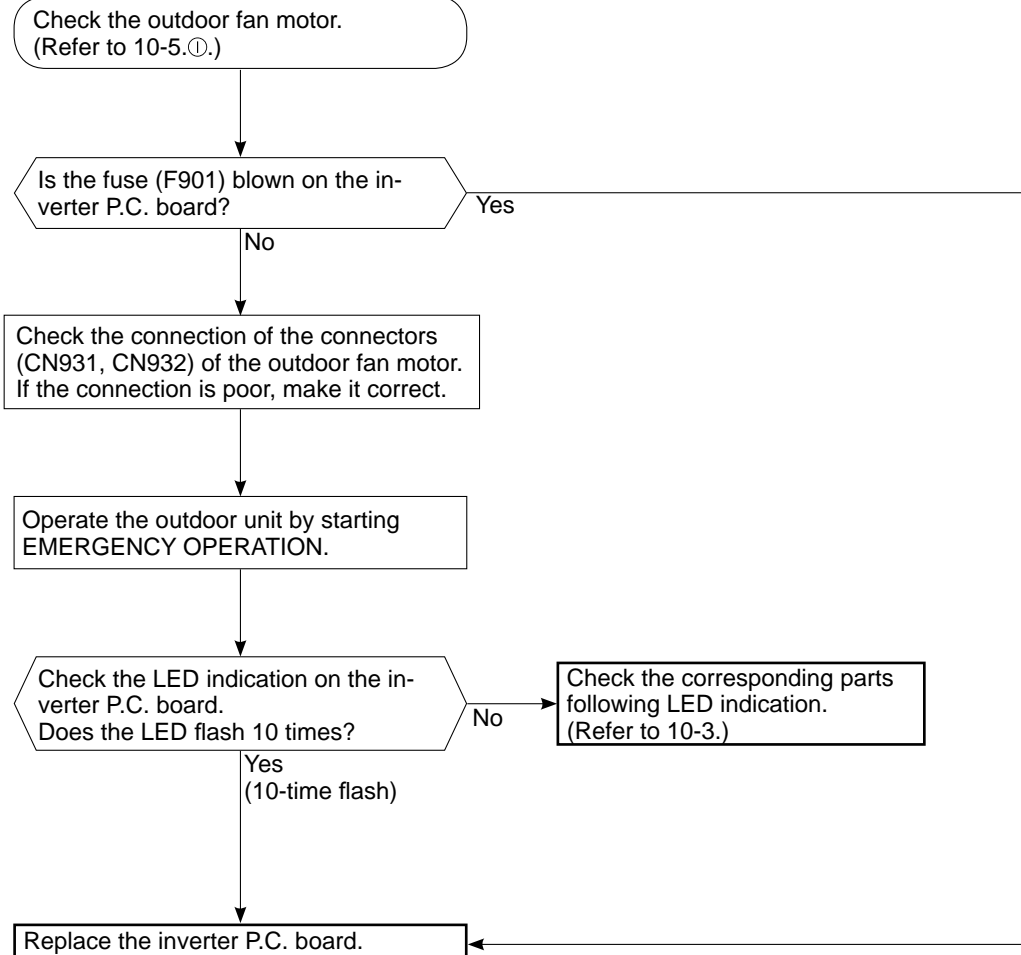 Check the outdoor fan motor.
(Refer to 10-5.Ⓘ.)
Is the fuse (F901) blown on the in-
verter P.C. board?
Yes
No
Check the connection of the connectors
(CN931, CN932) of the outdoor fan motor.
If the connection is poor, make it correct.
Operate the outdoor unit by starting
EMERGENCY OPERATION.
Check the LED indication on the in-
verter P.C. board.
Does the LED flash 10 times?
No
Check the corresponding parts
following LED indication.
(Refer to 10-3.)
Yes
(10-time flash)
Replace the inverter P.C. board.